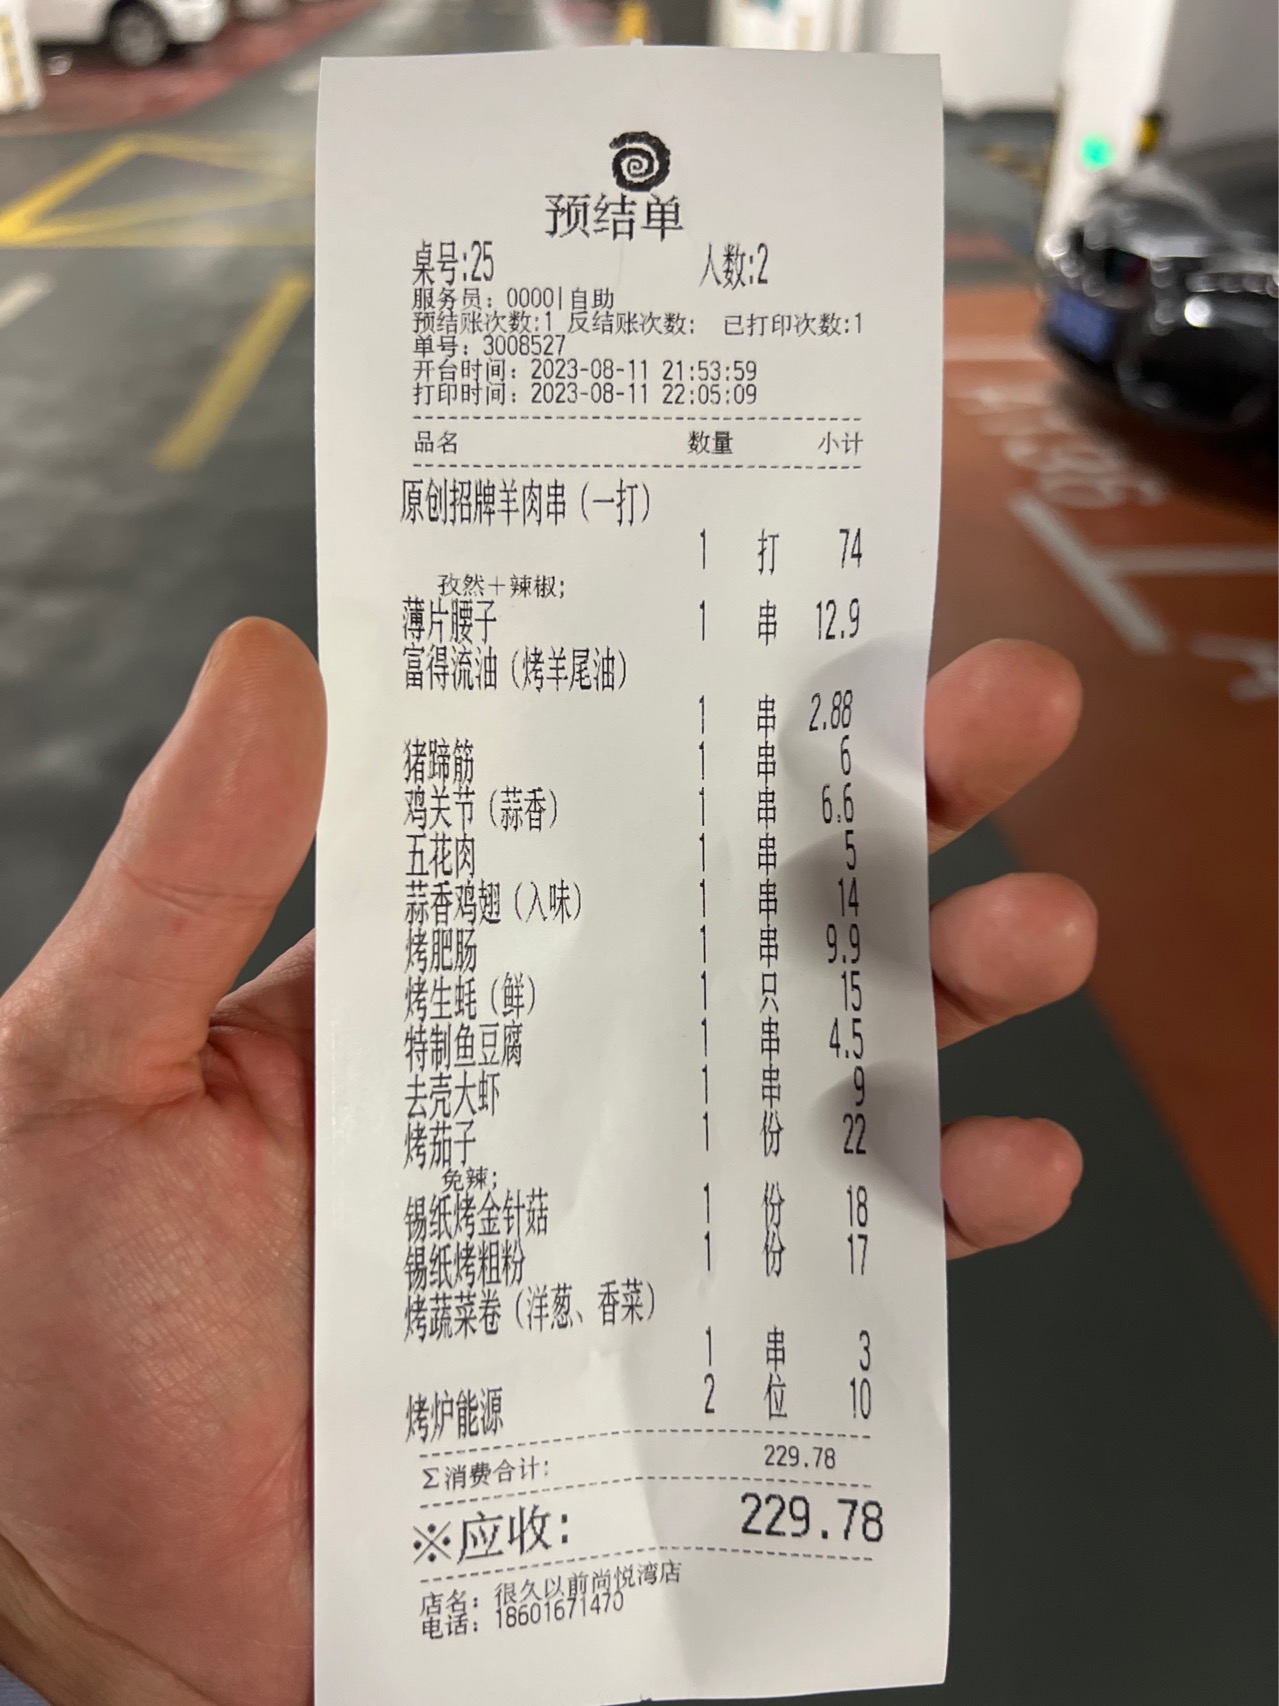 预结单
桌号:25 人数:2
服务员: 0000|自助
预结账次数:1 反结账次数: 已打印次数:1
单号: 3008527
开台时间: 2023-08-11 21:53:59
打印时间: 2023-08-11 22:05:09
品名 数量 小计
原创招牌羊肉串(一打)
1 打 74
孜然+辣椒;
薄片腰子 1 串 12.9
富得流油(烤羊尾油)
1 串 2.88
猪蹄筋 1 串 6
鸡关节(蒜香) 1 串 6.6
五花肉 1 串 5
蒜香鸡翅(入味) 1 串 14
烤肥肠 1 串 9.9
烤生蚝(鲜) 1 只 15
特制鱼豆腐 1 串 4.5
去壳大虾 1 串 9
烤茄子 1 份 22
免辣;
锡纸烤金针菇 1 份 18
锡纸烤粗粉 1 份 17
烤蔬菜卷(洋葱、香菜)
1 串 3
烤炉能源 2 位 10
Σ消费合计: 229.78
※应收: 229.78
店名: 很久以前尚悦湾店
电话: 18601671470